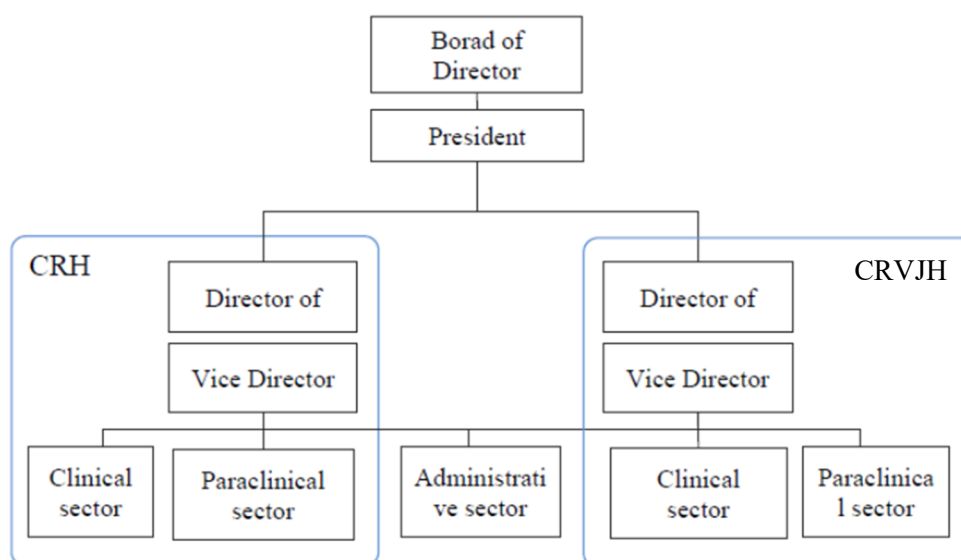 Borad of
Director
President
CRH
CRVJH
Director of
Director of
Vice Director
Vice Director
Clinical
sector
Paraclinical
sector
Administrati
ve sector
Clinical
sector
Paraclinica
l sector